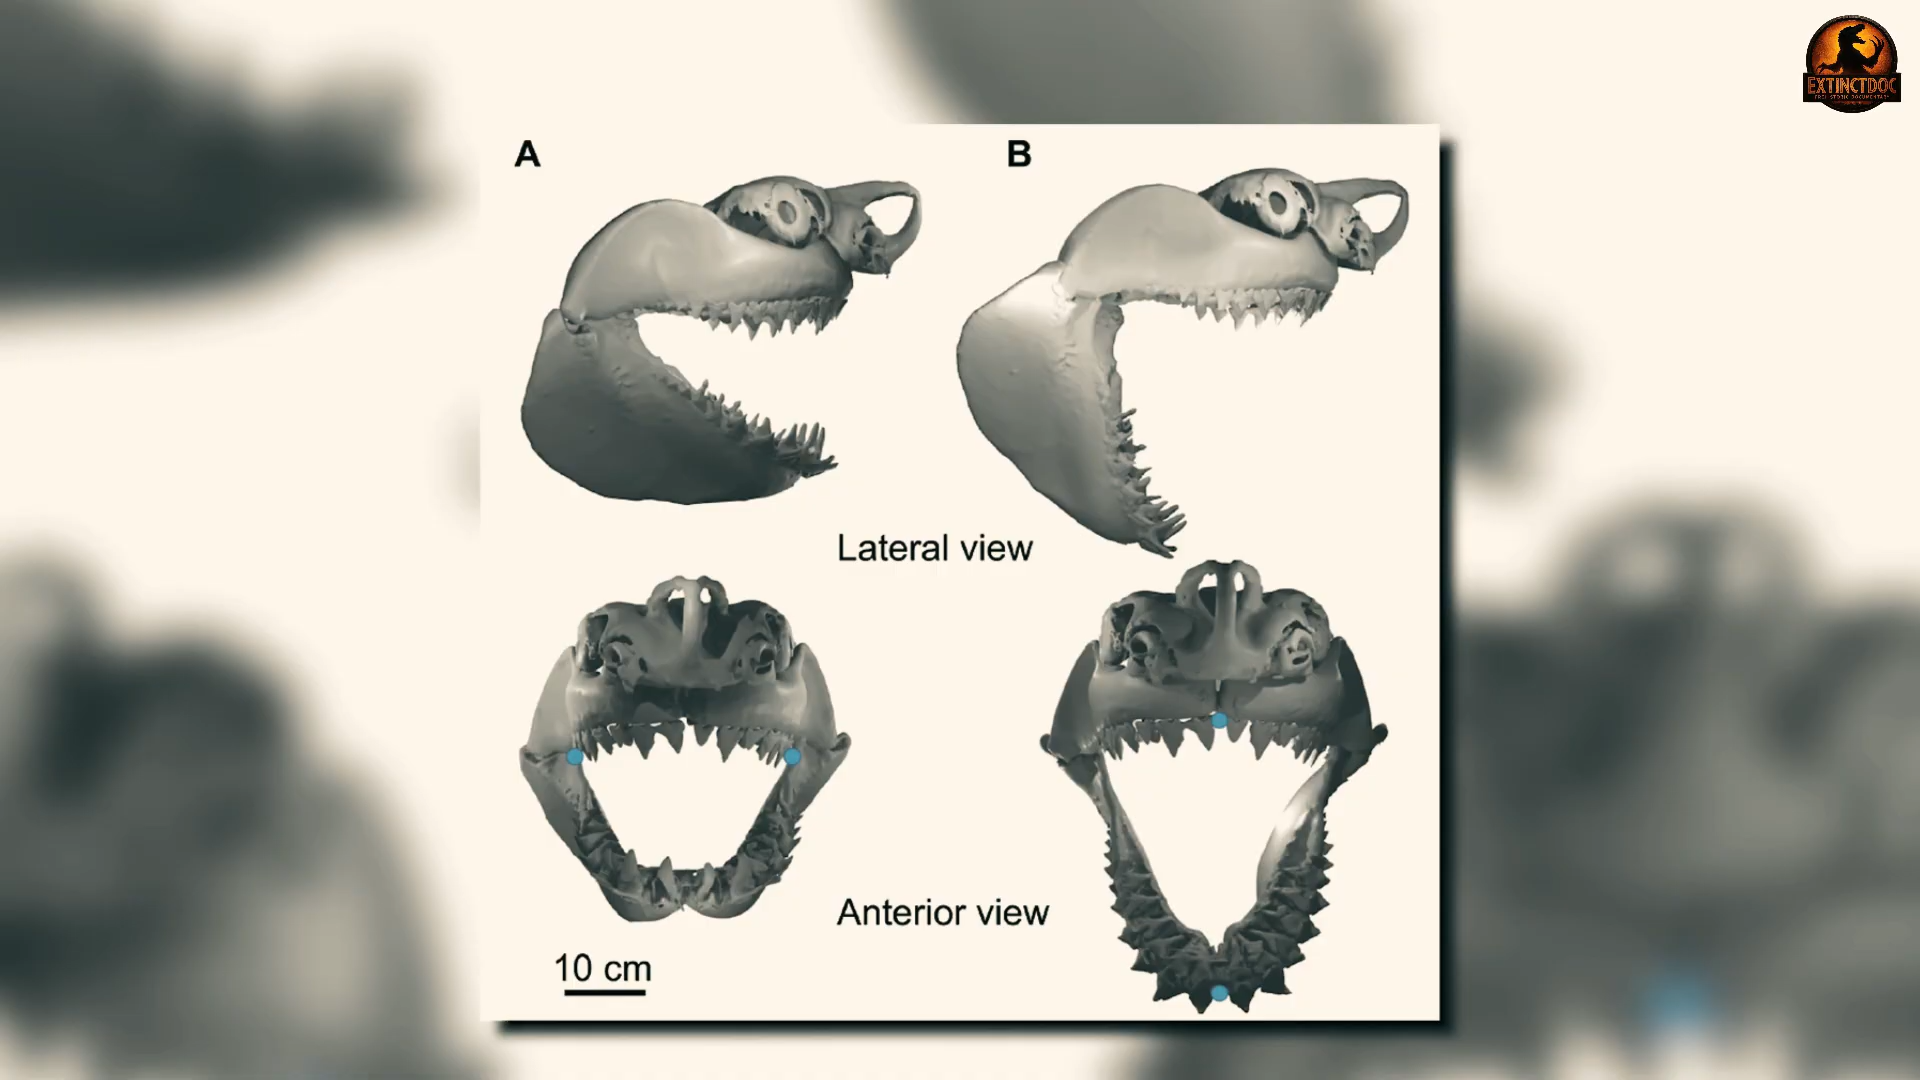 EXTINCTDOC
A
B
Lateral view
Anterior view
10 cm